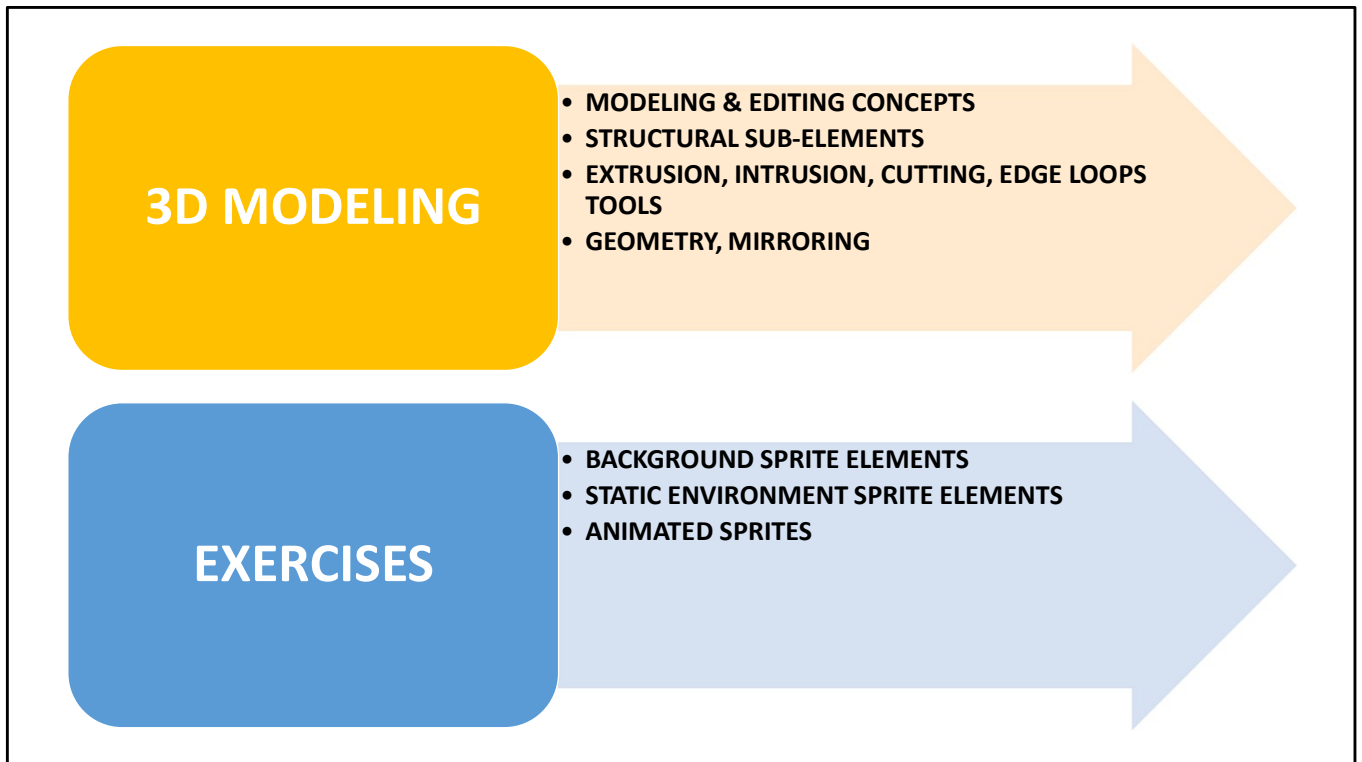 3D MODELING
• MODELING & EDITING CONCEPTS
• STRUCTURAL SUB-ELEMENTS
• EXTRUSION, INTRUSION, CUTTING, EDGE LOOPS
TOOLS
• GEOMETRY, MIRRORING
EXERCISES
• BACKGROUND SPRITE ELEMENTS
• STATIC ENVIRONMENT SPRITE ELEMENTS
• ANIMATED SPRITES